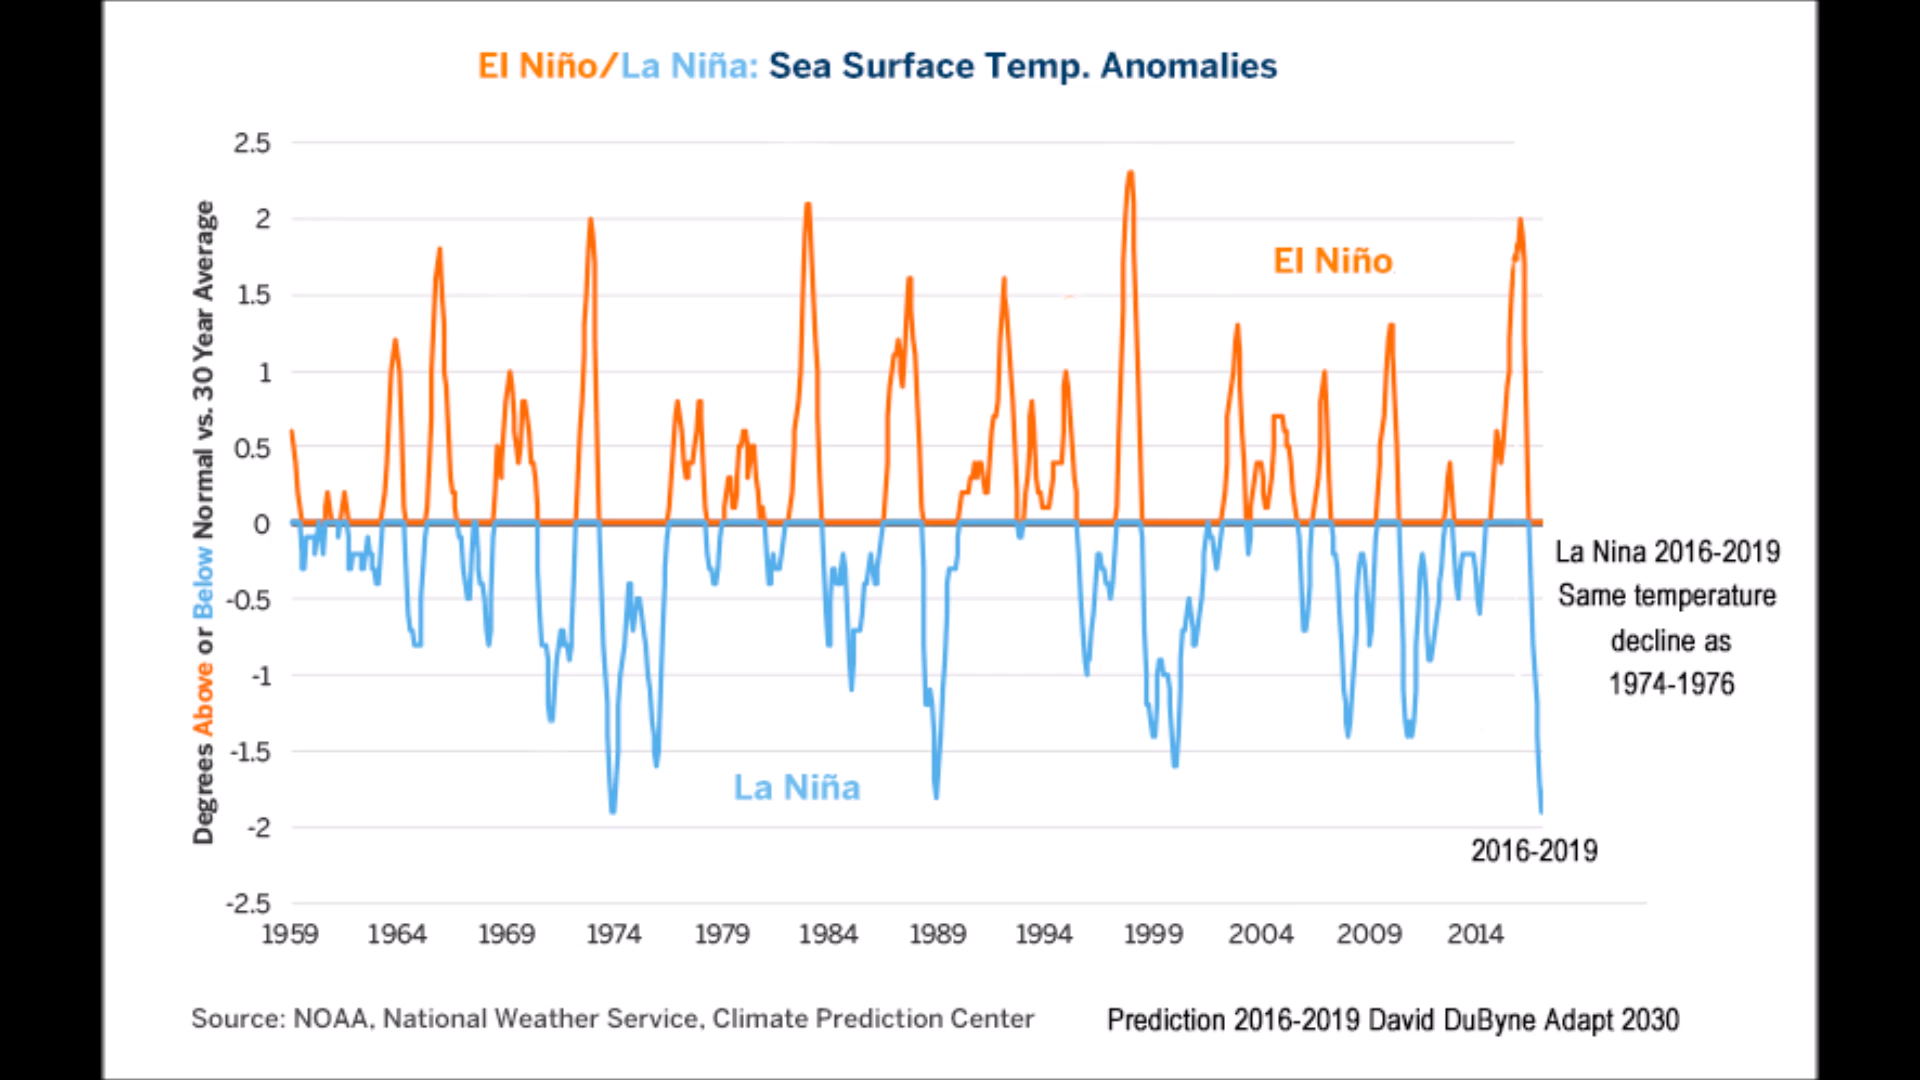 El Niño/La Niña: Sea Surface Temp. Anomalies
Degrees Above or Below Normal vs. 30 Year Average
2.5
2
1.5
1
0.5
0
-0.5
-1
-1.5
-2
-2.5
El Niño
La Niña
La Nina 2016-2019
Same temperature
decline as
1974-1976
2016-2019
1959 1964 1969 1974 1979 1984 1989 1994 1999 2004 2009 2014
Source: NOAA, National Weather Service, Climate Prediction Center
Prediction 2016-2019 David DuByne Adapt 2030